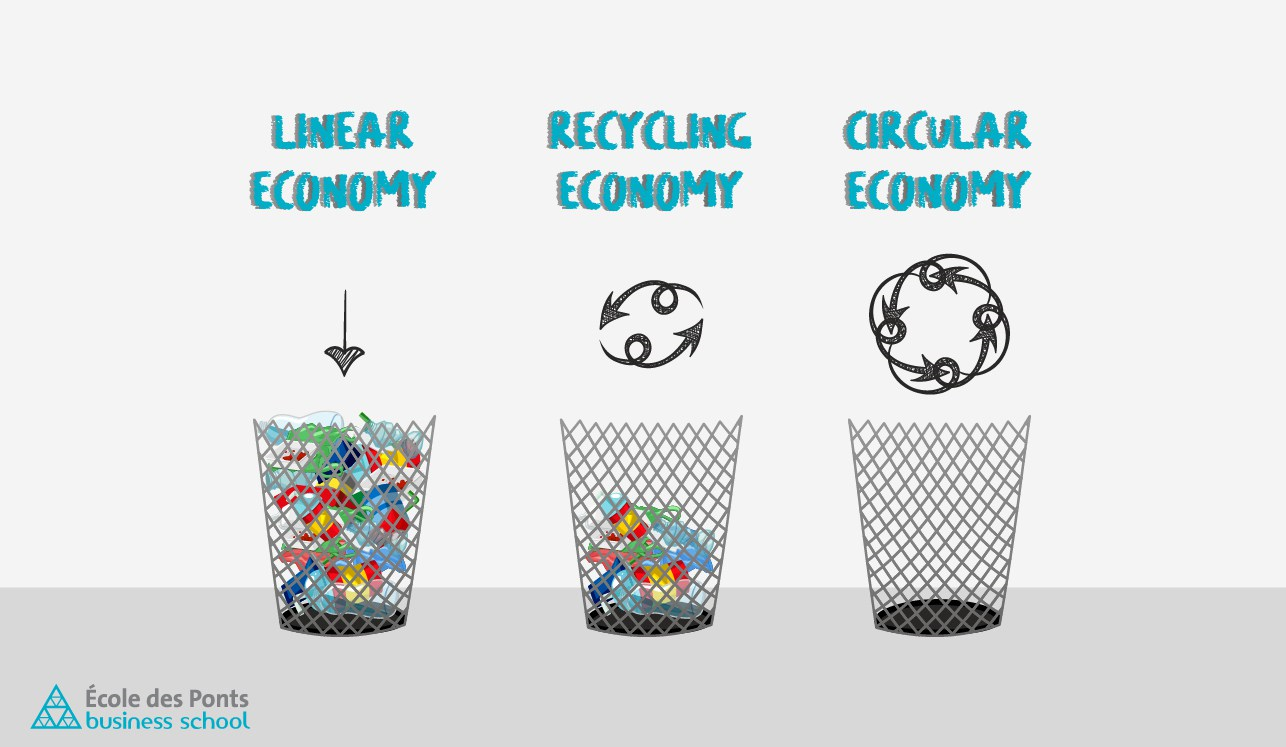 LINEAR
ECONOMY
RECYCLING
ECONOMY
CIRCULAR
ECONOMY
École des Ponts
business school